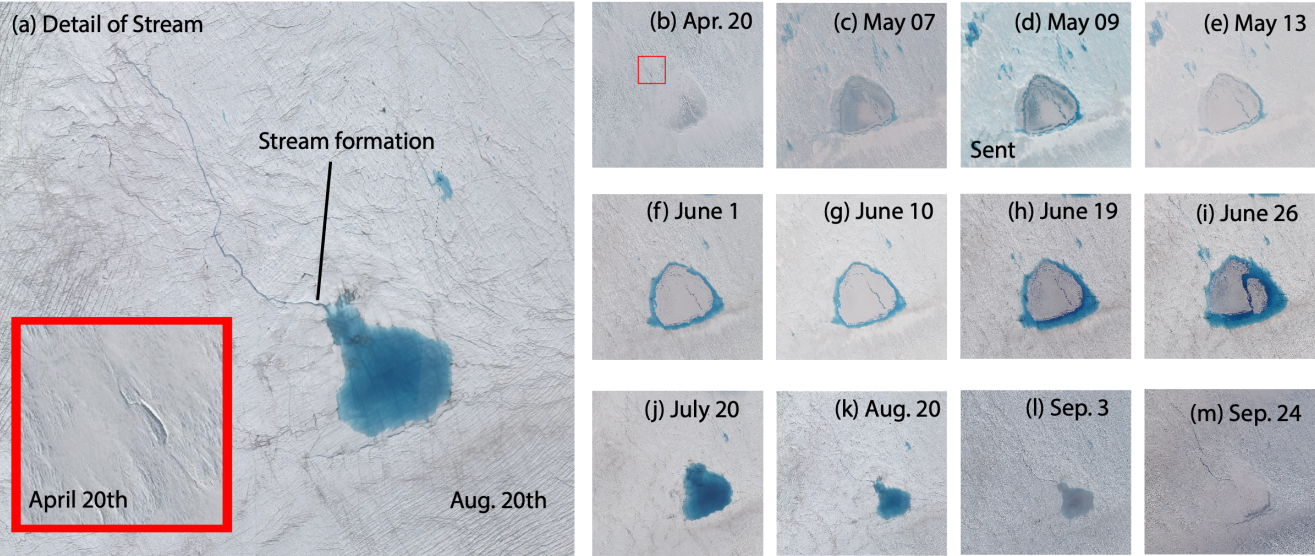 (a) Detail of Stream
Stream formation
April 20th
Aug. 20th
(b) Apr. 20
(c) May 07
(d) May 09
Sent
(e) May 13
(f) June 1
(g) June 10
(h) June 19
(i) June 26
(j) July 20
(k) Aug. 20
(l) Sep. 3
(m) Sep. 24